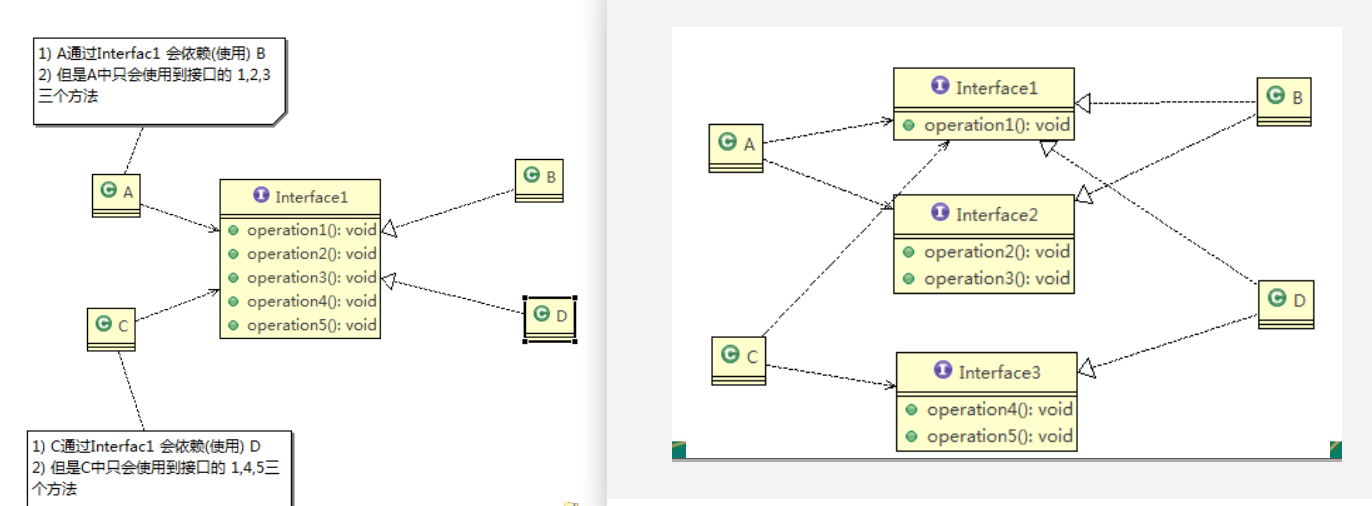 1) A通过Interfac1 会依赖(使用) B
2) 但是A中只会使用到接口的 1,2,3
三个方法
A
Interface1
operation1(): void
operation2(): void
operation3(): void
operation4(): void
operation5(): void
B
C
D
1) C通过Interfac1 会依赖(使用) D
2) 但是C中只会使用到接口的 1,4,5三
个方法
Interface1
operation1(): void
B
A
Interface2
operation2(): void
operation3(): void
D
C
Interface3
operation4(): void
operation5(): void